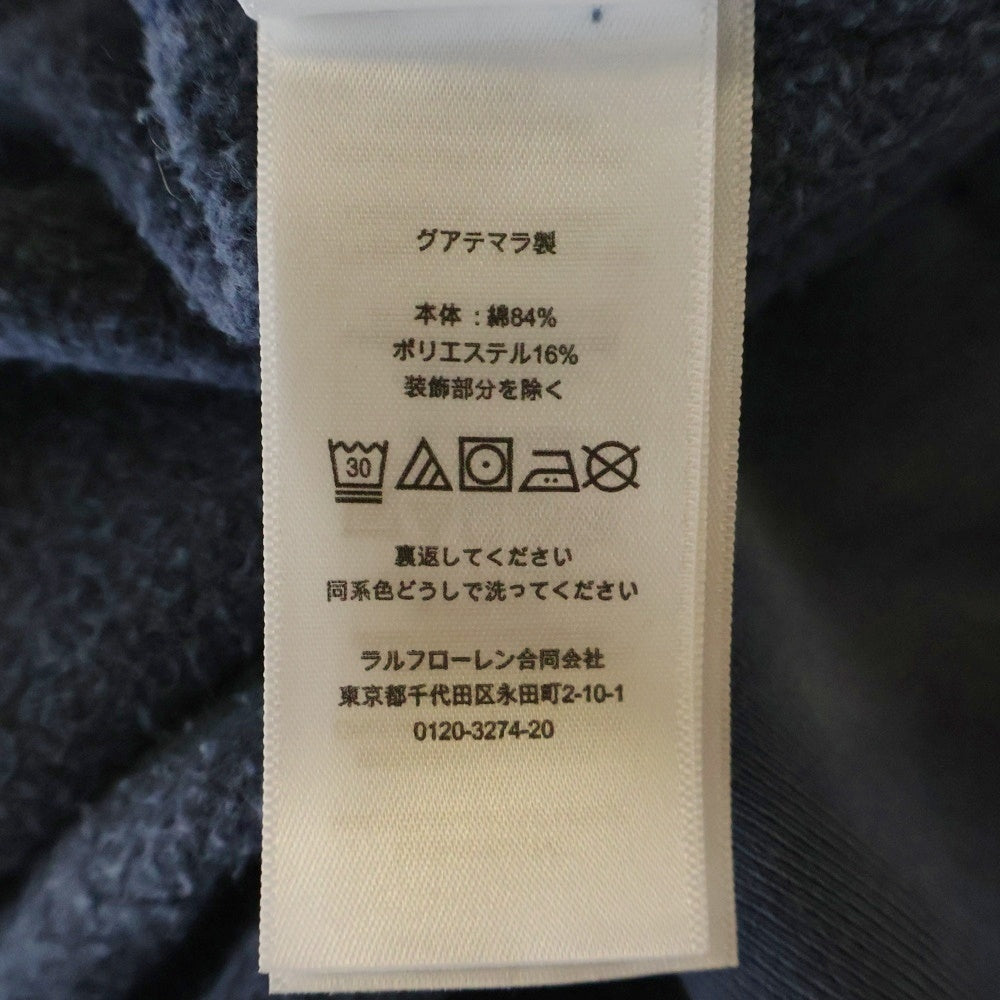 グアテマラ製
本体：綿84%
ポリエステル16%
装飾部分を除く
30
裏返してください
同系色どうしで洗ってください
ラルフローレン合同会社
東京都千代田区永田町2-10-1
0120-3274-20